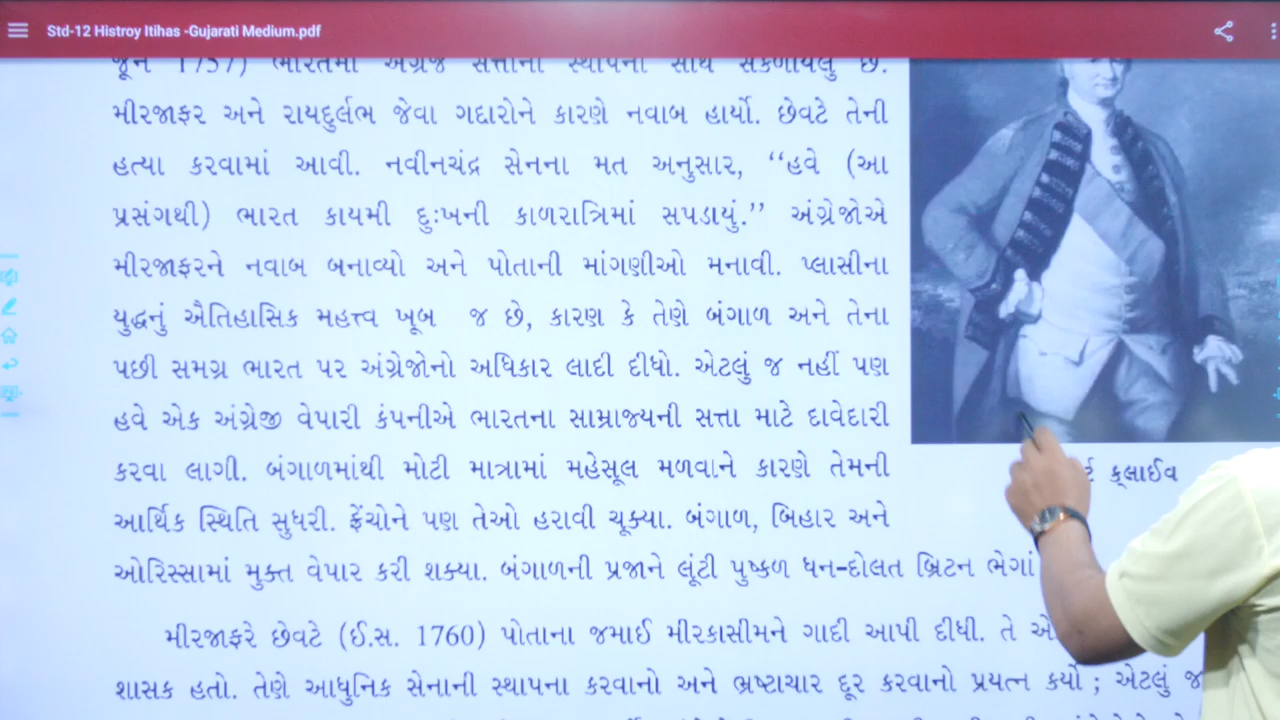 Std-12 Histroy Itihas -Gujarati Medium.pdf
જૂન 1757) ભારતમાં અંગ્રેજ સત્તાની સ્થાપના સાથે સંકળાયેલું છે.
મીરજાફર અને રાયદુર્લભ જેવા ગદ્દારોને કારણે નવાબ હાર્યો. છેવટે તેની
હત્યા કરવામાં આવી. નવીનચંદ્ર સેનના મત અનુસાર, “હવે (આ
પ્રસંગથી) ભારત કાયમી દુઃખની કાળરાત્રિમાં સપડાયું.” અંગ્રેજોએ
મીરજાફરને નવાબ બનાવ્યો અને પોતાની માંગણીઓ મનાવી. પ્લાસીના
યુદ્ધનું ઐતિહાસિક મહત્ત્વ ખૂબ જ છે, કારણ કે તેણે બંગાળ અને તેના
પછી સમગ્ર ભારત પર અંગ્રેજોનો અધિકાર લાદી દીધો. એટલું જ નહીં પણ
હવે એક અંગ્રેજી વેપારી કંપનીએ ભારતના સામ્રાજ્યની સત્તા માટે દાવેદારી
કરવા લાગી. બંગાળમાંથી મોટી માત્રામાં મહેસૂલ મળવાને કારણે તેમની
આર્થિક સ્થિતિ સુધરી. ફ્રેંચોને પણ તેઓ હરાવી ચૂક્યા. બંગાળ, બિહાર અને
ઓરિસ્સામાં મુક્ત વેપાર કરી શક્યા. બંગાળની પ્રજાને લૂંટી પુષ્કળ ધન-દોલત બ્રિટન ભેગાં
મીરજાફરે છેવટે (ઈ.સ. 1760) પોતાના જમાઈ મીરકાસીમને ગાદી આપી દીધી. તે
શાસક હતો. તેણે આધુનિક સેનાની સ્થાપના કરવાનો અને ભ્રષ્ટાચાર દૂર કરવાનો પ્રયત્ન કર્યો ; એટલું જ
ક્લાઈવ